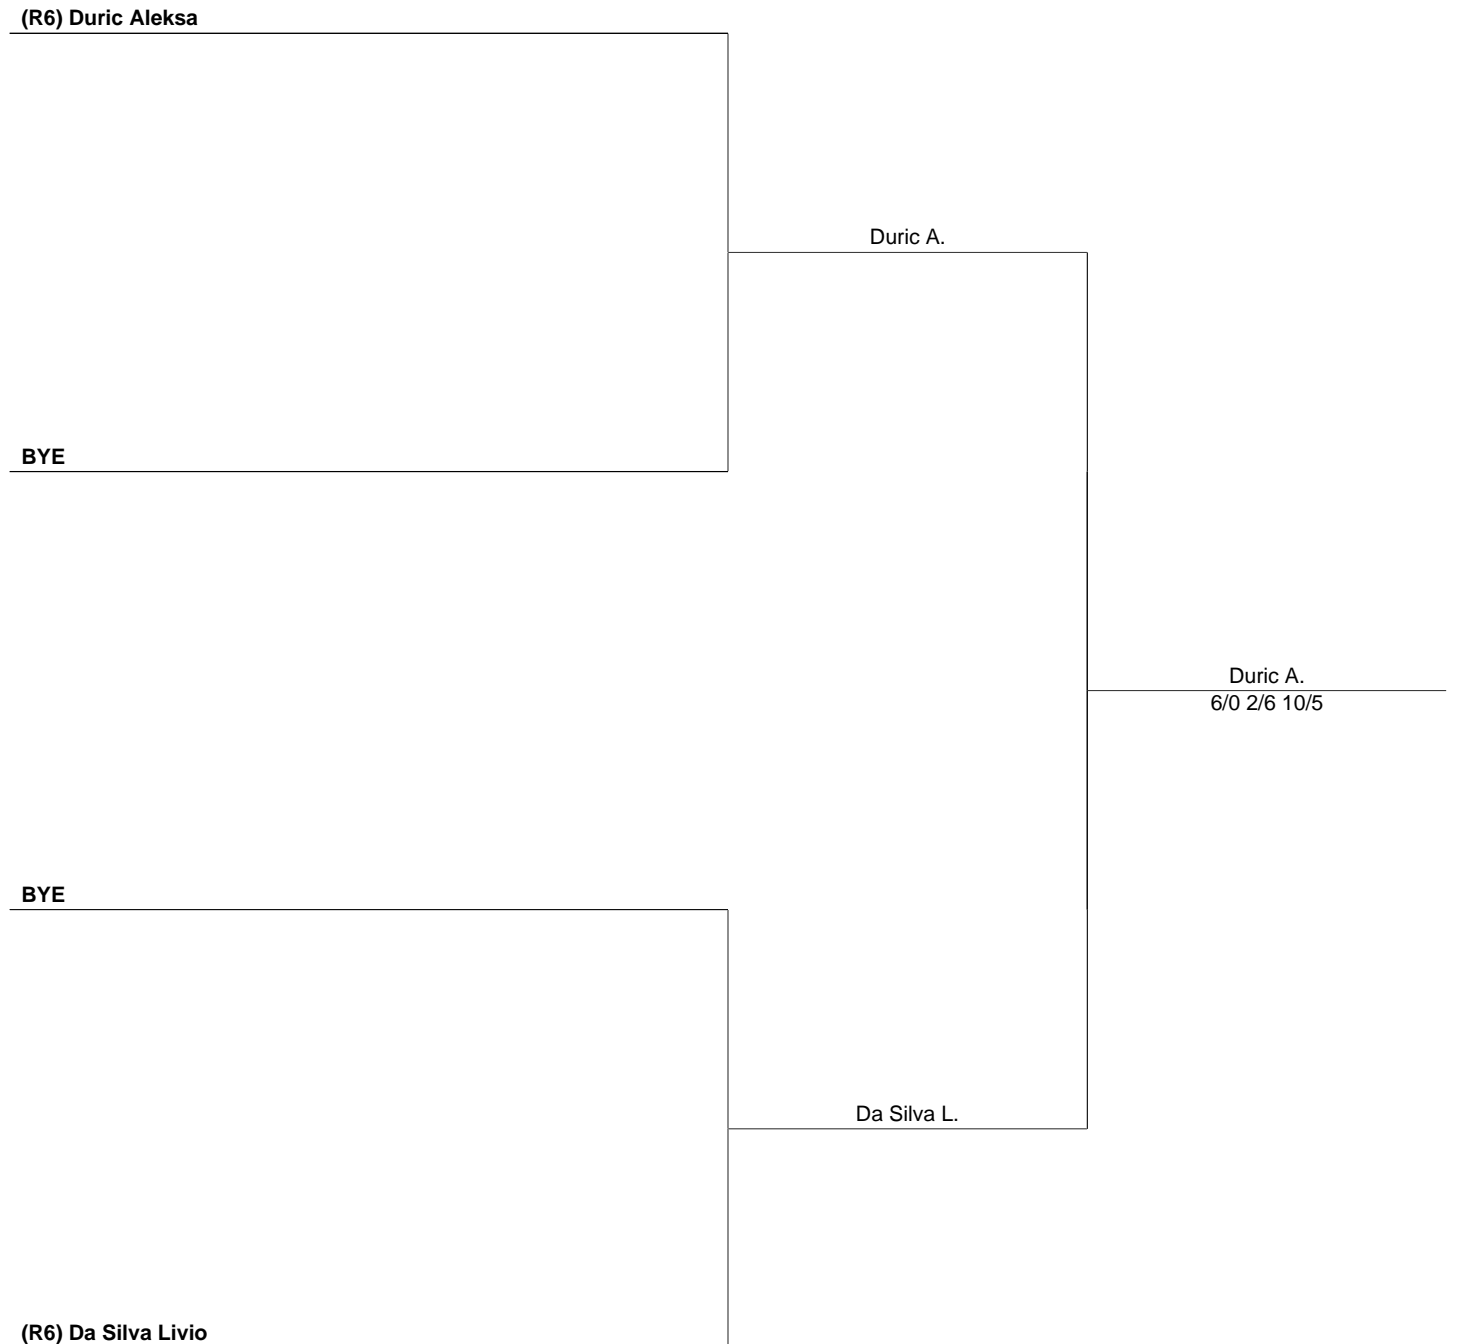 (R6) Duric Aleksa
Duric A.
BYE
Duric A.
6/0 2/6 10/5
BYE
Da Silva L.
(R6) Da Silva Livio